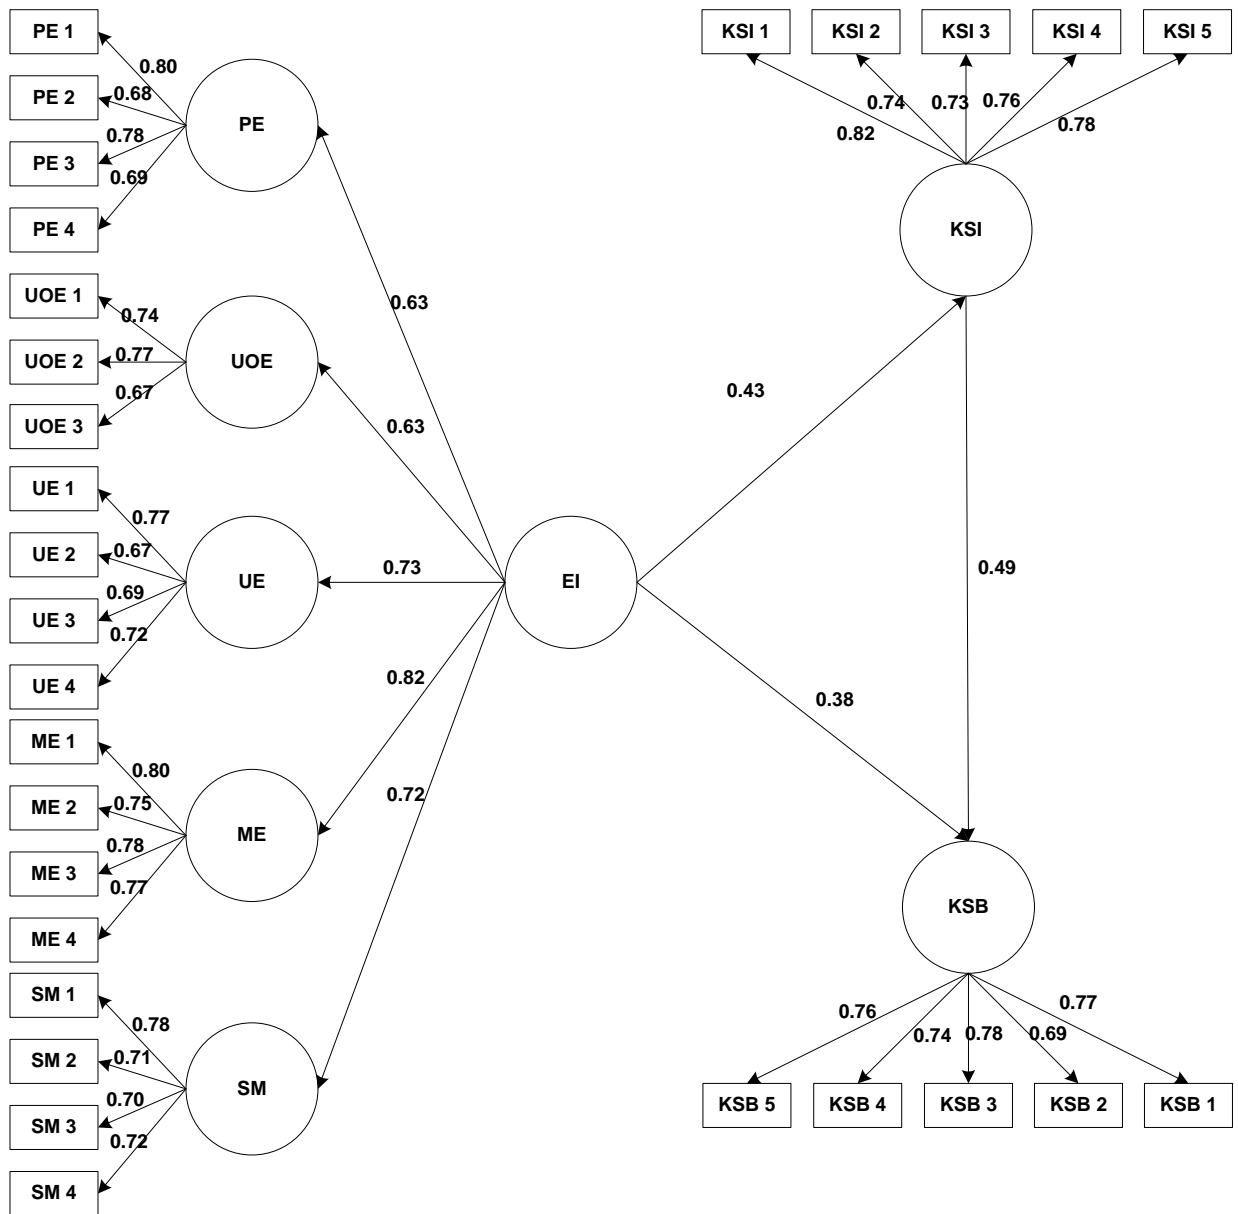 PE 1
PE 2
PE 3
PE 4
0.80
0.68
0.78
0.69
PE
UOE 1
UOE 2
UOE 3
0.74
0.77
0.67
UOE
UE 1
UE 2
UE 3
UE 4
0.77
0.67
0.69
0.72
UE
ME 1
ME 2
ME 3
ME 4
0.80
0.75
0.78
0.77
ME
SM 1
SM 2
SM 3
SM 4
0.78
0.71
0.70
0.72
SM
0.63
0.63
0.73
0.82
0.72
EI
0.43
0.38
0.49
KSI 1 KSI 2 KSI 3 KSI 4 KSI 5
0.82
0.74
0.73
0.76
0.78
KSI
KSB
0.76
0.74
0.78
0.69
0.77
KSB 5 KSB 4 KSB 3 KSB 2 KSB 1